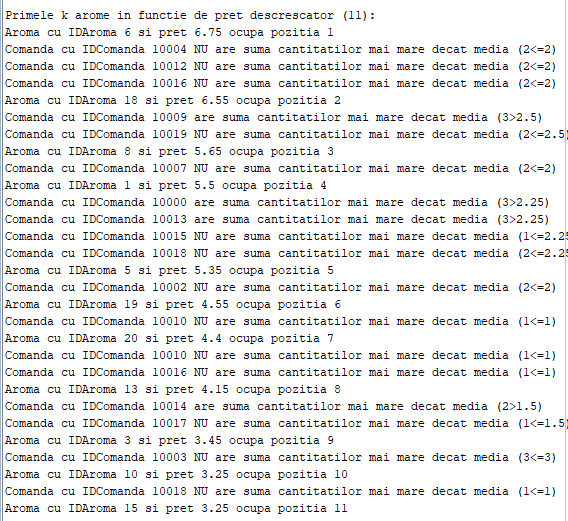 Primele k arome in functie de pret descrescator (11):
Aroma cu IDAroma 6 si pret 6.75 ocupa pozitia 1
Comanda cu IDComanda 10004 NU are suma cantitatilor mai mare decat media (2<=2)
Comanda cu IDComanda 10012 NU are suma cantitatilor mai mare decat media (2<=2)
Comanda cu IDComanda 10016 NU are suma cantitatilor mai mare decat media (2<=2)
Aroma cu IDAroma 18 si pret 6.55 ocupa pozitia 2
Comanda cu IDComanda 10009 are suma cantitatilor mai mare decat media (3>2.5)
Comanda cu IDComanda 10019 NU are suma cantitatilor mai mare decat media (2<=2.5)
Aroma cu IDAroma 8 si pret 5.65 ocupa pozitia 3
Comanda cu IDComanda 10007 NU are suma cantitatilor mai mare decat media (2<=2)
Aroma cu IDAroma 1 si pret 5.5 ocupa pozitia 4
Comanda cu IDComanda 10000 are suma cantitatilor mai mare decat media (3>2.25)
Comanda cu IDComanda 10013 are suma cantitatilor mai mare decat media (3>2.25)
Comanda cu IDComanda 10015 NU are suma cantitatilor mai mare decat media (1<=2.25
Comanda cu IDComanda 10018 NU are suma cantitatilor mai mare decat media (2<=2.25
Aroma cu IDAroma 5 si pret 5.35 ocupa pozitia 5
Comanda cu IDComanda 10002 NU are suma cantitatilor mai mare decat media (2<=2)
Aroma cu IDAroma 19 si pret 4.55 ocupa pozitia 6
Comanda cu IDComanda 10010 NU are suma cantitatilor mai mare decat media (1<=1)
Aroma cu IDAroma 20 si pret 4.4 ocupa pozitia 7
Comanda cu IDComanda 10010 NU are suma cantitatilor mai mare decat media (1<=1)
Comanda cu IDComanda 10016 NU are suma cantitatilor mai mare decat media (1<=1)
Aroma cu IDAroma 13 si pret 4.15 ocupa pozitia 8
Comanda cu IDComanda 10014 are suma cantitatilor mai mare decat media (2>1.5)
Comanda cu IDComanda 10017 NU are suma cantitatilor mai mare decat media (1<=1.5)
Aroma cu IDAroma 3 si pret 3.45 ocupa pozitia 9
Comanda cu IDComanda 10003 NU are suma cantitatilor mai mare decat media (3<=3)
Aroma cu IDAroma 10 si pret 3.25 ocupa pozitia 10
Comanda cu IDComanda 10018 NU are suma cantitatilor mai mare decat media (1<=1)
Aroma cu IDAroma 15 si pret 3.25 ocupa pozitia 11